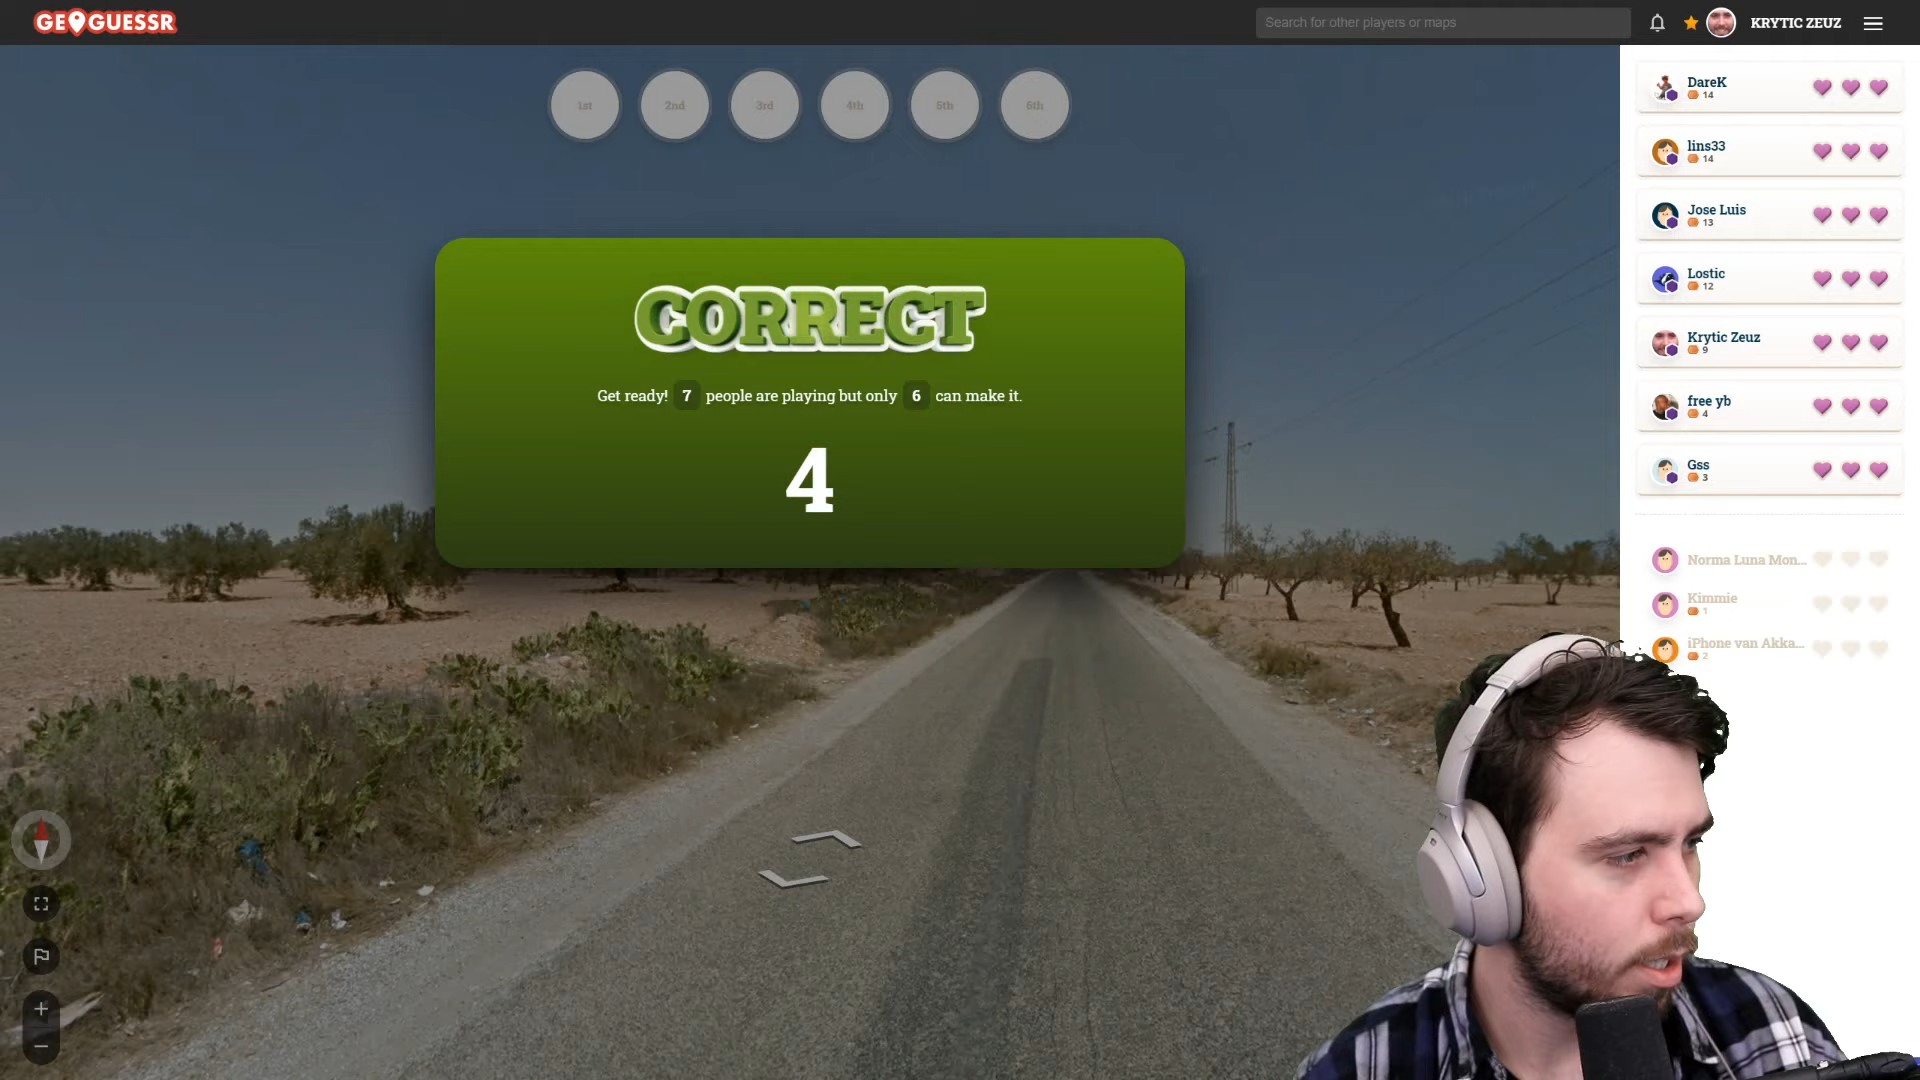 GEOGUESSR
Search for other players or maps
KRYTIC ZEUZ
1st
2nd
3rd
4th
5th
6th
CORRECT
Get ready! 7 people are playing but only 6 can make it.
4
DareK
14
lins33
14
Jose Luis
13
Lostic
12
Krytic Zeuz
9
free yb
4
Gss
3
Norma Luna Mon...
Kimmie
1
iPhone van Akka...
2